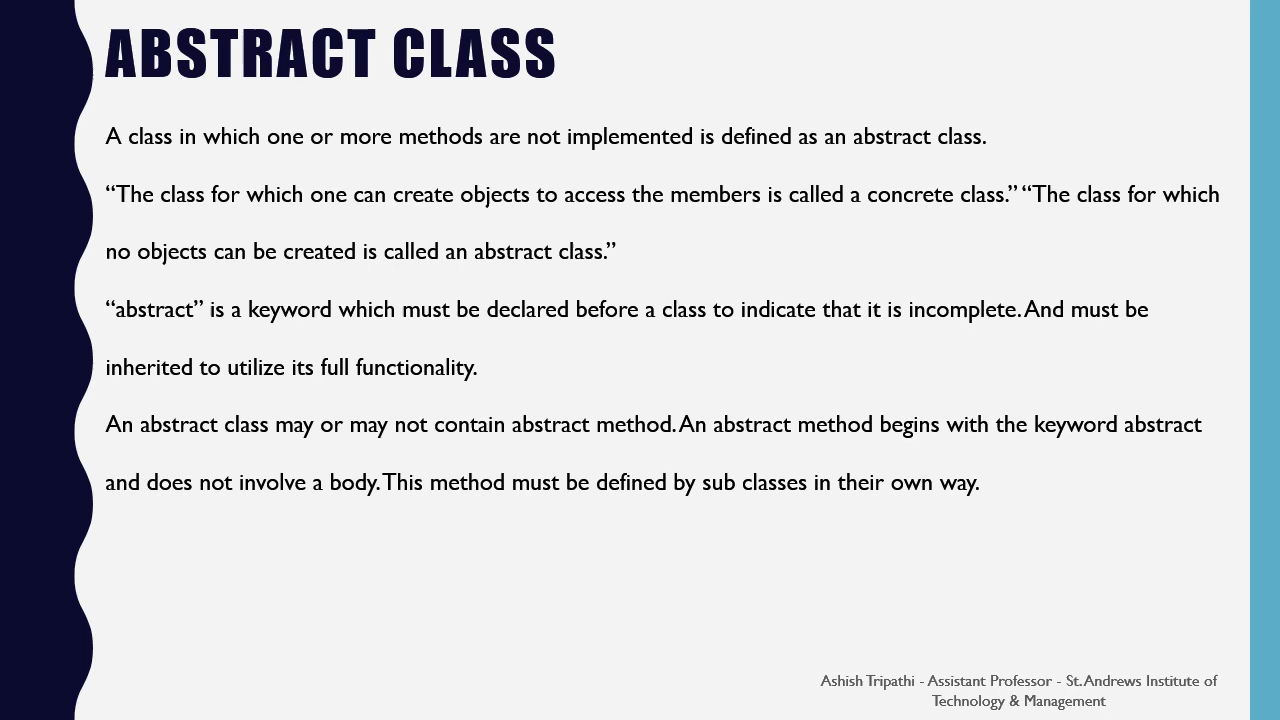 ABSTRACT CLASS
A class in which one or more methods are not implemented is defined as an abstract class.
“The class for which one can create objects to access the members is called a concrete class.” “The class for which
no objects can be created is called an abstract class.”
“abstract” is a keyword which must be declared before a class to indicate that it is incomplete. And must be
inherited to utilize its full functionality.
An abstract class may or may not contain abstract method. An abstract method begins with the keyword abstract
and does not involve a body. This method must be defined by sub classes in their own way.
Ashish Tripathi - Assistant Professor - St. Andrews Institute of
Technology & Management